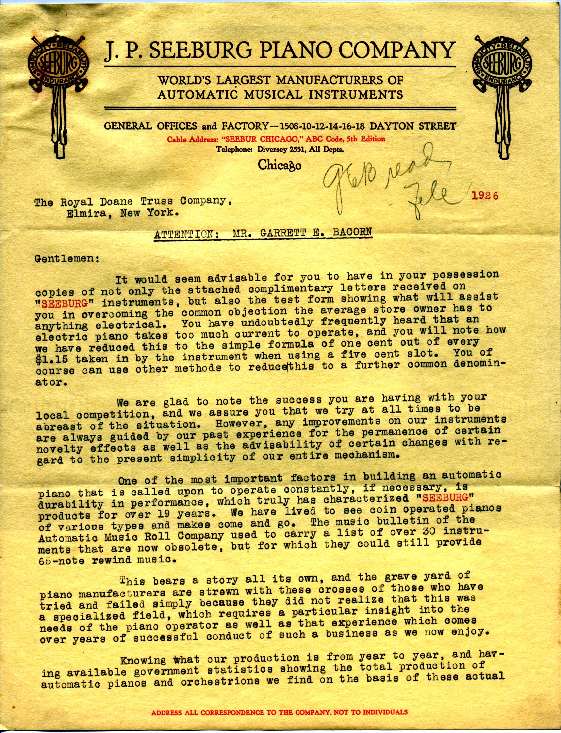 J. P. SEEBURG PIANO COMPANY
WORLD'S LARGEST MANUFACTURERS OF
AUTOMATIC MUSICAL INSTRUMENTS
GENERAL OFFICES and FACTORY—1508-10-12-14-16-18 DAYTON STREET
Cable Address: "SEEBUR CHICAGO," ABC Code, 5th Edition
Telephone: Diversey 2551, All Depts.
Chicago
SEEBURG
SEEBURG
GEB read
File
1926
The Royal Doane Truss Company,
Elmira, New York.
ATTENTION: MR. GARRETT E. BACORN
Gentlemen:
It would seem advisable for you to have in your possession
copies of not only the attached complimentary letters received on
"SEEBURG" instruments, but also the test form showing what will assist
you in overcoming the common objection the average store owner has to
anything electrical. You have undoubtedly frequently heard that an
electric piano takes too much current to operate, and you will note how
we have reduced this to the simple formula of one cent out of every
$1.15 taken in by the instrument when using a five cent slot. You of
course can use other methods to reduce this to a further common denomin-
ator.
We are glad to note the success you are having with your
local competition, and we assure you that we try at all times to be
abreast of the situation. However, any improvements on our instruments
are always guided by our past experience for the permanence of certain
novelty effects as well as the advisability of certain changes with re-
gard to the present simplicity of our entire mechanism.
One of the most important factors in building an automatic
piano that is called upon to operate constantly, if necessary, is
durability in performance, which truly has characterized "SEEBURG"
products for over 19 years. We have lived to see coin operated pianos
of various types and makes come and go. The music bulletin of the
Automatic Music Roll Company used to carry a list of over 30 instru-
ments that are now obsolete, but for which they could still provide
65-note rewind music.
This bears a story all its own, and the grave yard of
piano manufacturers are strewn with these crosses of those who have
tried and failed simply because they did not realize that this was
a specialized field, which requires a particular insight into the
needs of the piano operator as well as that experience which comes
over years of successful conduct of such a business as we now enjoy.
Knowing what our production is from year to year, and hav-
ing available government statistics showing the total production of
automatic pianos and orchestrions we find on the basis of these actual
ADDRESS ALL CORRESPONDENCE TO THE COMPANY, NOT TO INDIVIDUALS